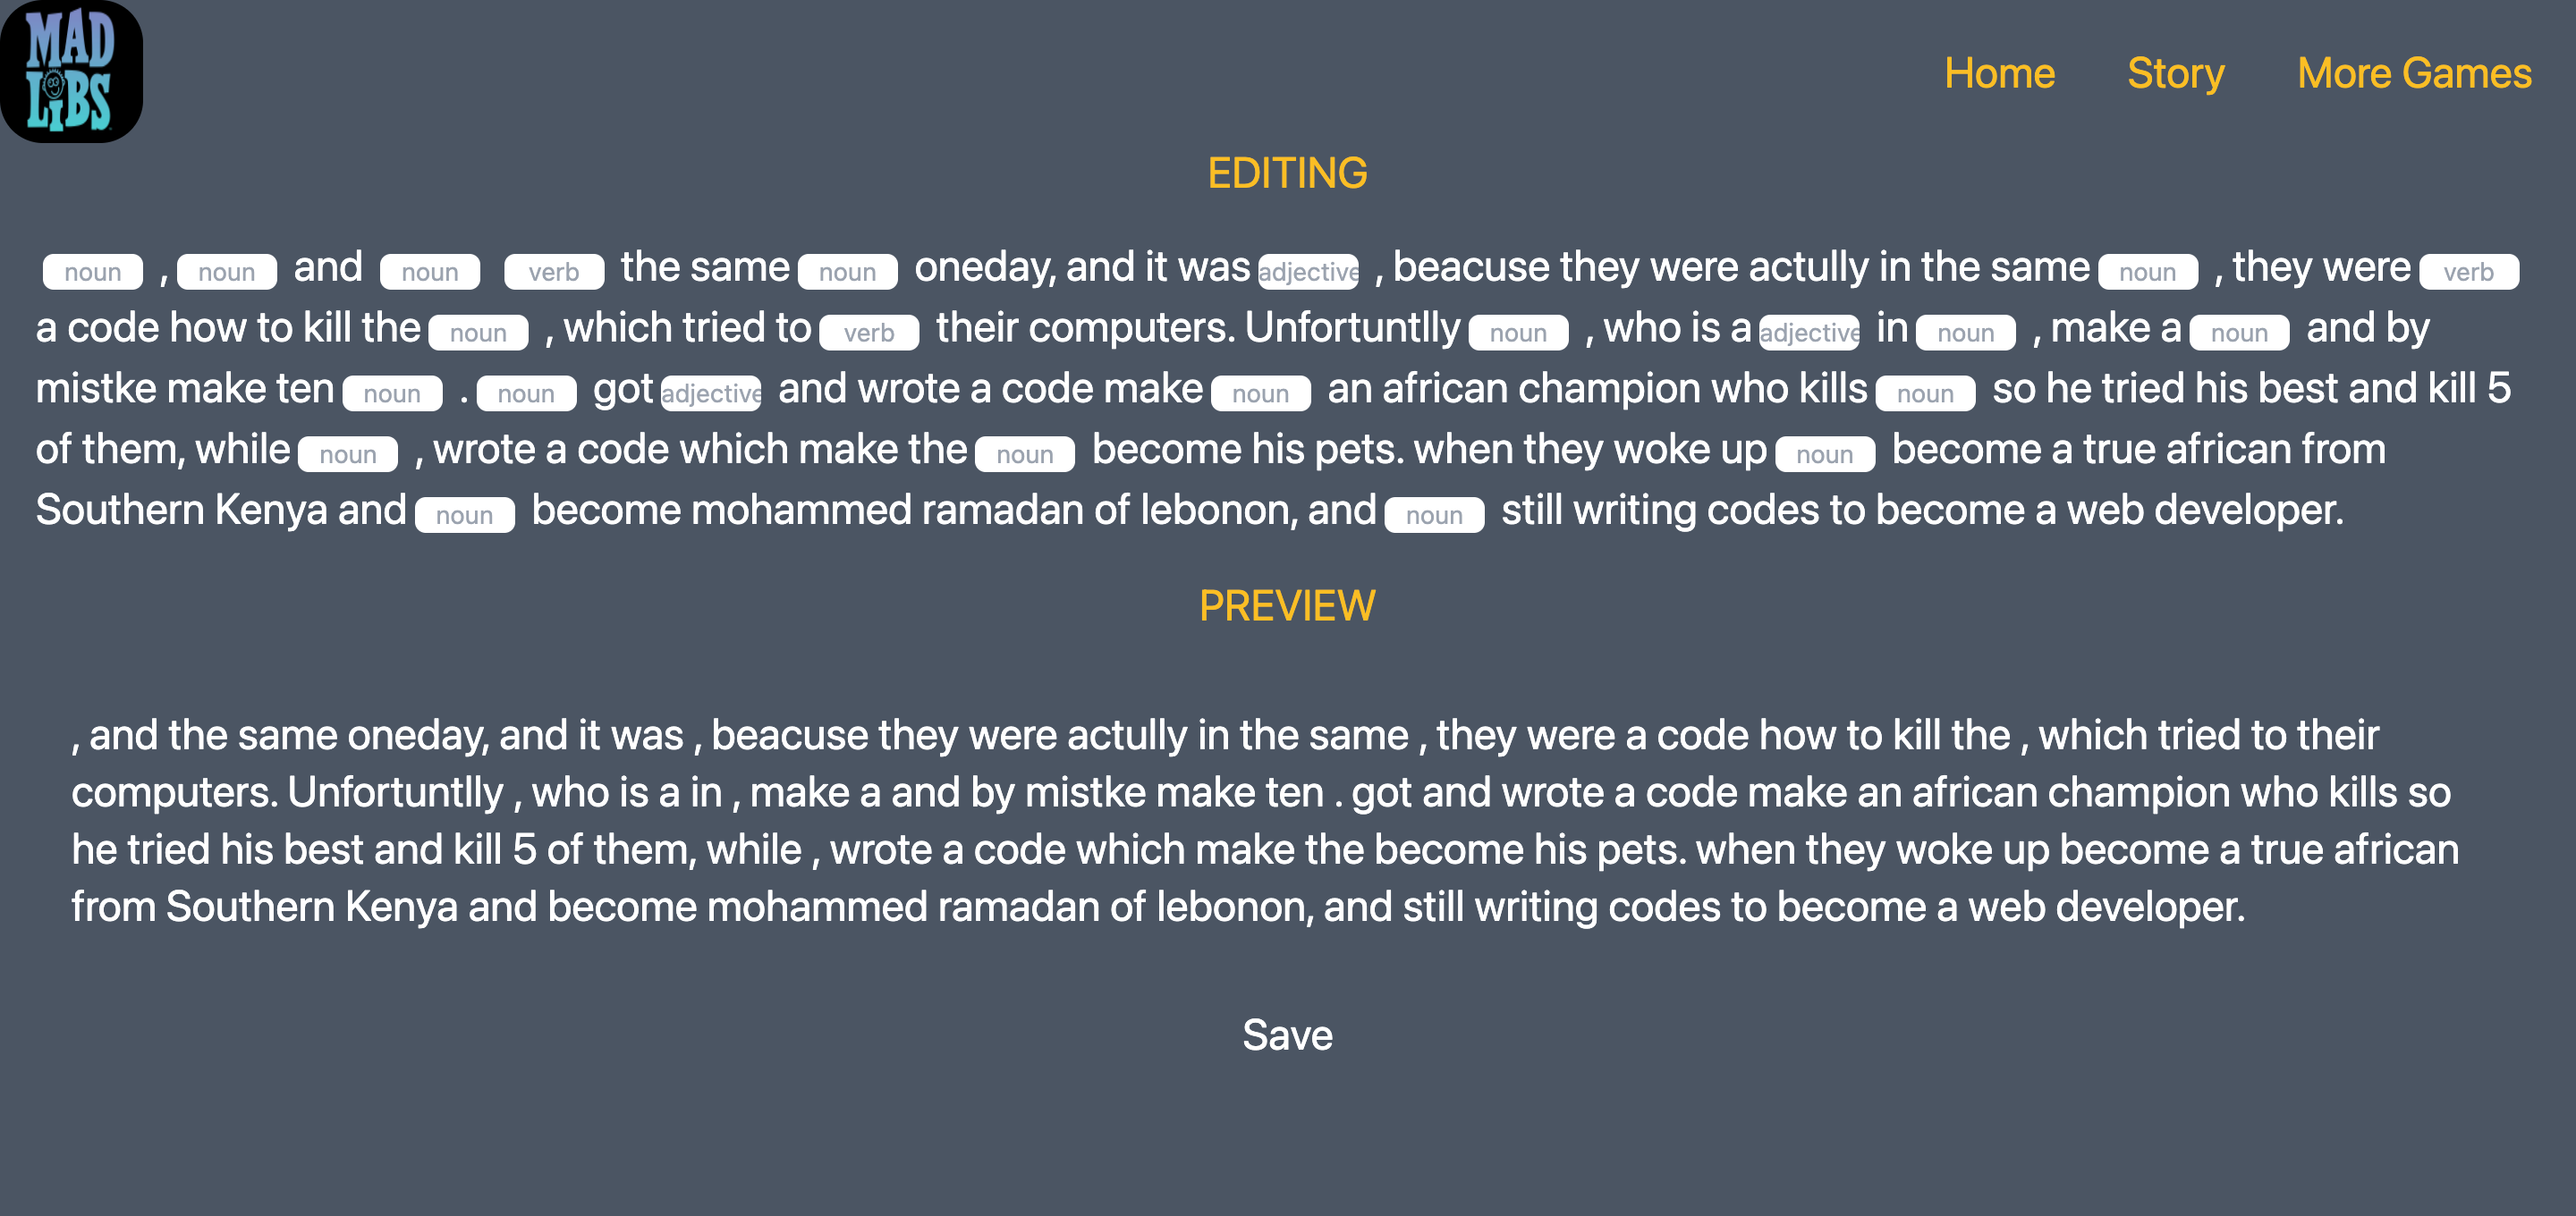 MAD
LiBS
Home Story More Games
EDITING
noun , noun and noun verb the same noun oneday, and it was adjective , beacuse they were actully in the same noun , they were verb
a code how to kill the noun , which tried to verb their computers. Unfortuntlly noun , who is a adjective in noun , make a noun and by
mistke make ten noun . noun got adjective and wrote a code make noun an african champion who kills noun so he tried his best and kill 5
of them, while noun , wrote a code which make the noun become his pets. when they woke up noun become a true african from
Southern Kenya and noun become mohammed ramadan of lebonon, and noun still writing codes to become a web developer.
PREVIEW
, and the same oneday, and it was , beacuse they were actully in the same , they were a code how to kill the , which tried to their
computers. Unfortuntlly , who is a in , make a and by mistke make ten . got and wrote a code make an african champion who kills so
he tried his best and kill 5 of them, while , wrote a code which make the become his pets. when they woke up become a true african
from Southern Kenya and become mohammed ramadan of lebonon, and still writing codes to become a web developer.
Save